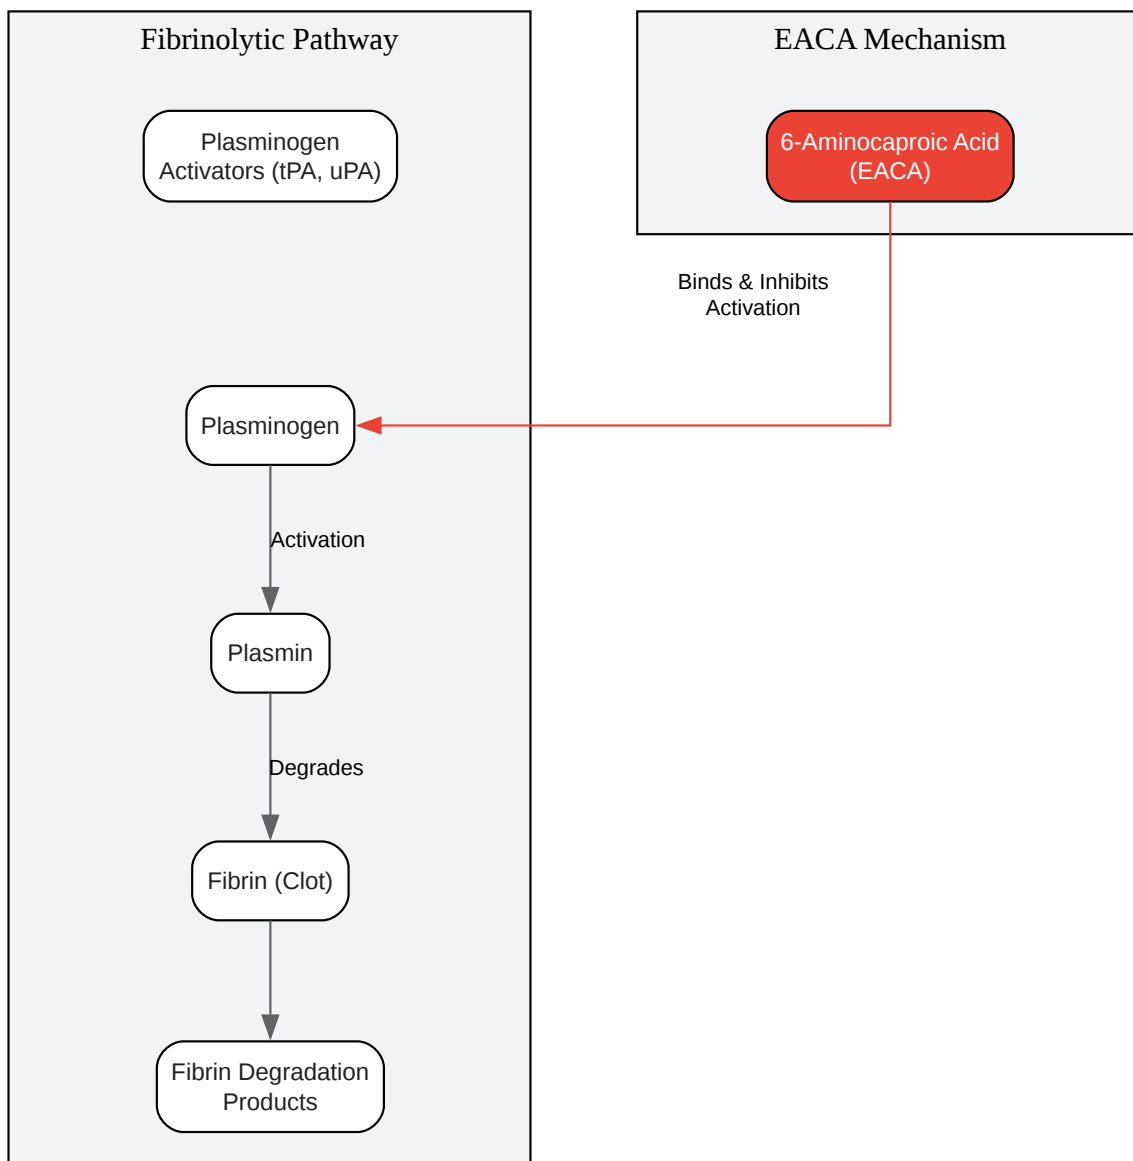 Fibrinolytic Pathway
Plasminogen
Activators (tPA, uPA)
Plasminogen
Activation
Plasmin
Degrades
Fibrin (Clot)
Fibrin Degradation
Products
EACA Mechanism
6-Aminocaproic Acid
(EACA)
Binds & Inhibits
Activation